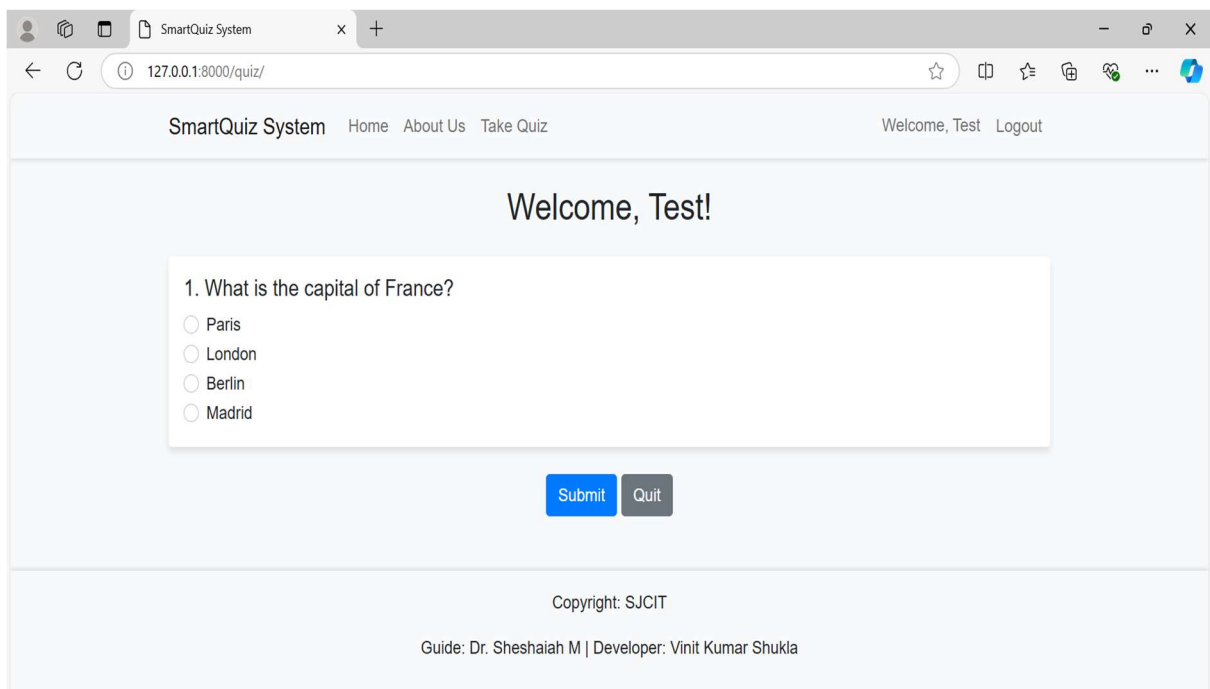 SmartQuiz System
127.0.0.1:8000/quiz/
SmartQuiz System Home About Us Take Quiz Welcome, Test Logout
Welcome, Test!
1. What is the capital of France?
Paris
London
Berlin
Madrid
Submit Quit
Copyright: SJCIT
Guide: Dr. Sheshaiah M | Developer: Vinit Kumar Shukla